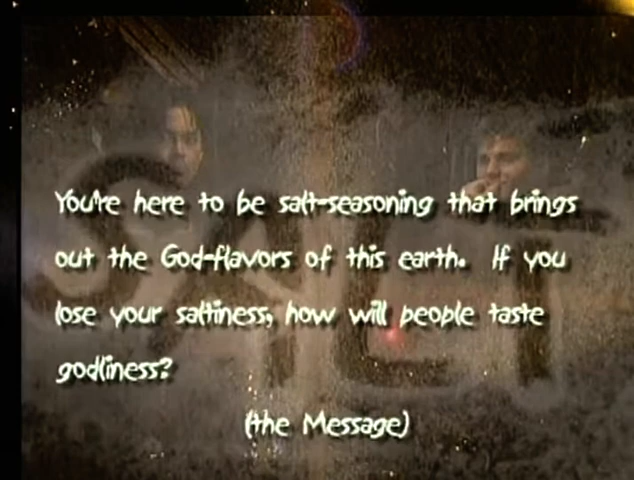 SALT
You're here to be salt-seasoning that brings
out the God-flavors of this earth. If you
lose your saltiness, how will people taste
godliness?
(the Message)